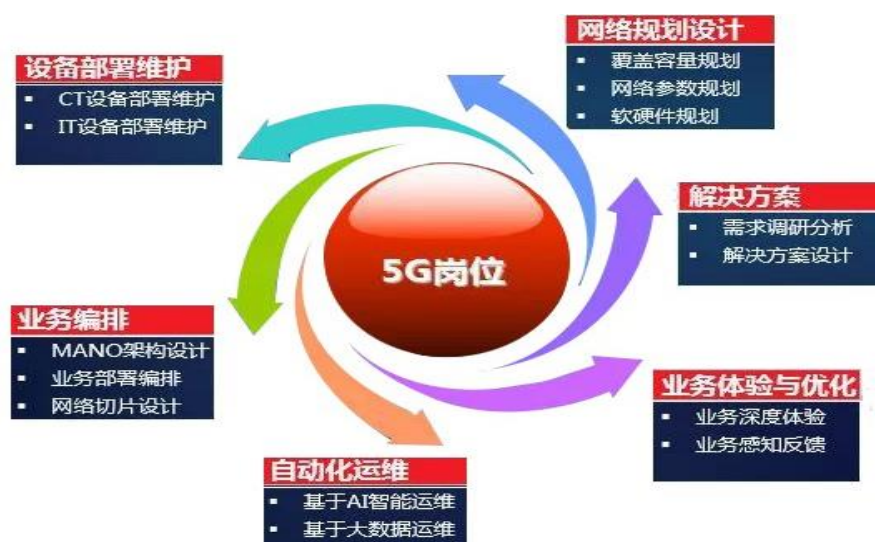 网络规划设计
▪ 覆盖容量规划
▪ 网络参数规划
▪ 软硬件规划
设备部署维护
▪ CT设备部署维护
▪ IT设备部署维护
解决方案
▪ 需求调研分析
▪ 解决方案设计
5G岗位
业务编排
▪ MANO架构设计
▪ 业务部署编排
▪ 网络切片设计
业务体验与优化
▪ 业务深度体验
▪ 业务感知反馈
自动化运维
▪ 基于AI智能运维
▪ 基于大数据运维